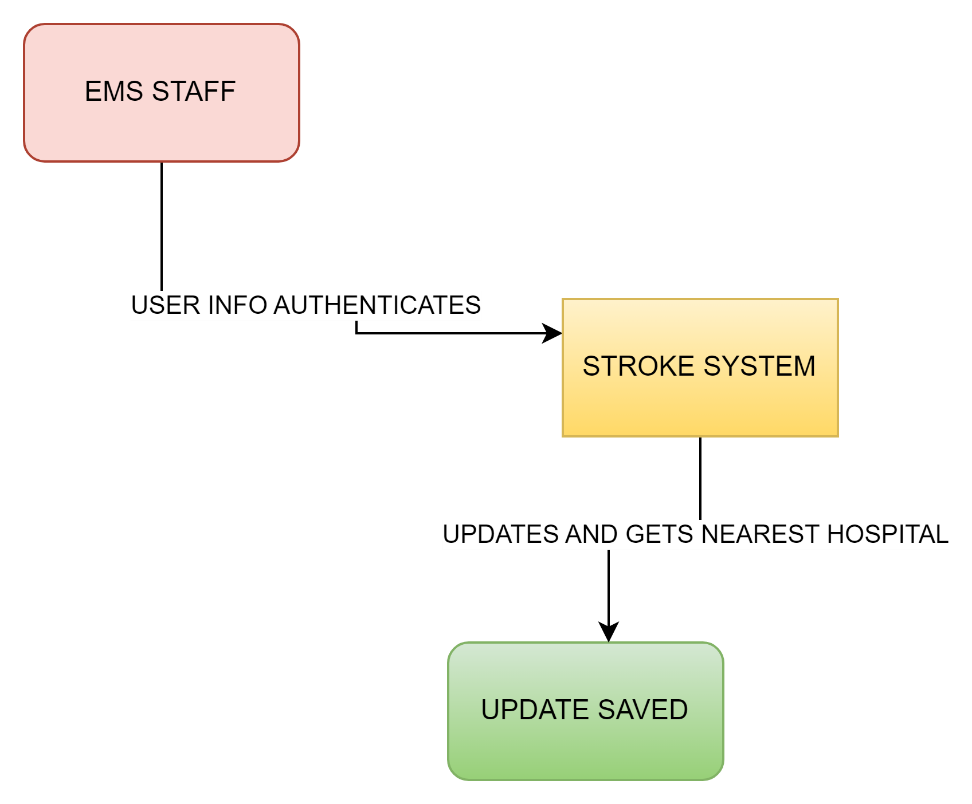 EMS STAFF
USER INFO AUTHENTICATES
STROKE SYSTEM
UPDATES AND GETS NEAREST HOSPITAL
UPDATE SAVED